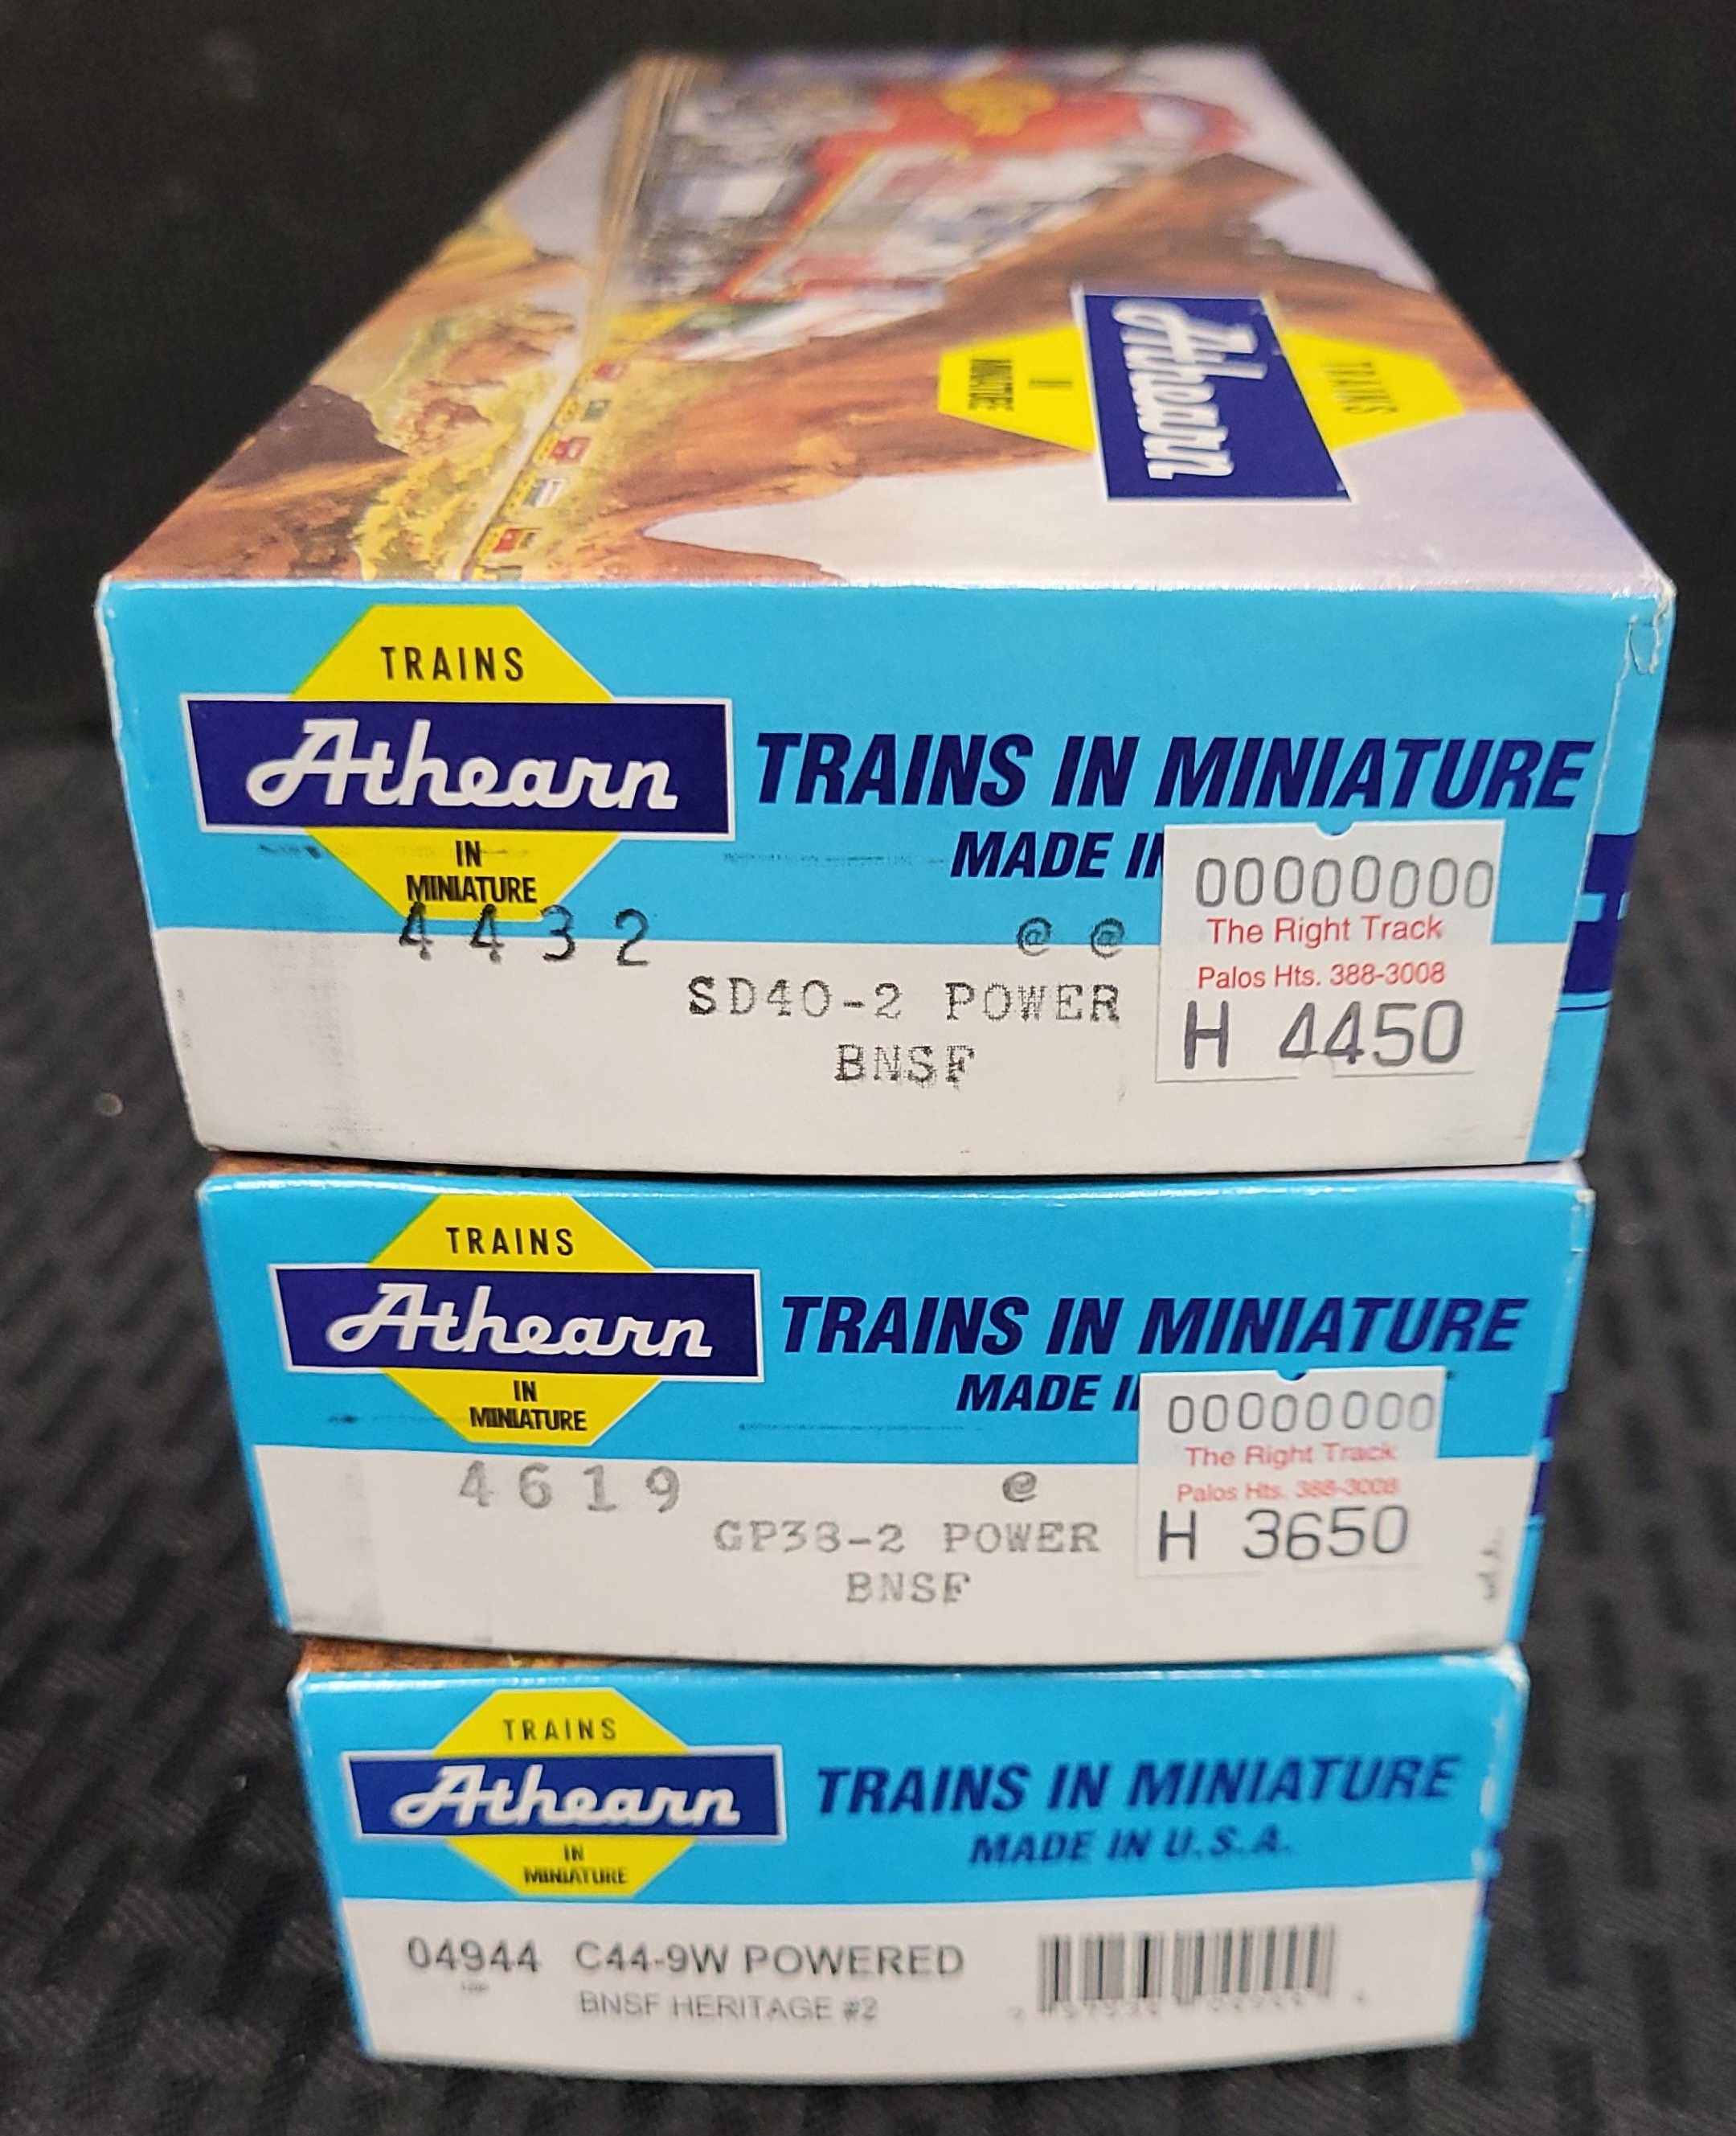 TRAINS
Athearn
IN
MINIATURE
TRAINS
Athearn
IN
MINIATURE
TRAINS IN MINIATURE
MADE IN
00000000
The Right Track
Palos Hts. 388-3008
H 4450
4432 @ @
SD40-2 POWER
BNSF
TRAINS
Athearn
IN
MINIATURE
TRAINS IN MINIATURE
MADE IN
00000000
The Right Track
Palos Hts. 388-3008
H 3650
4619 @
GP38-2 POWER
BNSF
TRAINS
Athearn
IN
MINIATURE
TRAINS IN MINIATURE
MADE IN U.S.A.
04944 C44-9W POWERED
BNSF HERITAGE #2